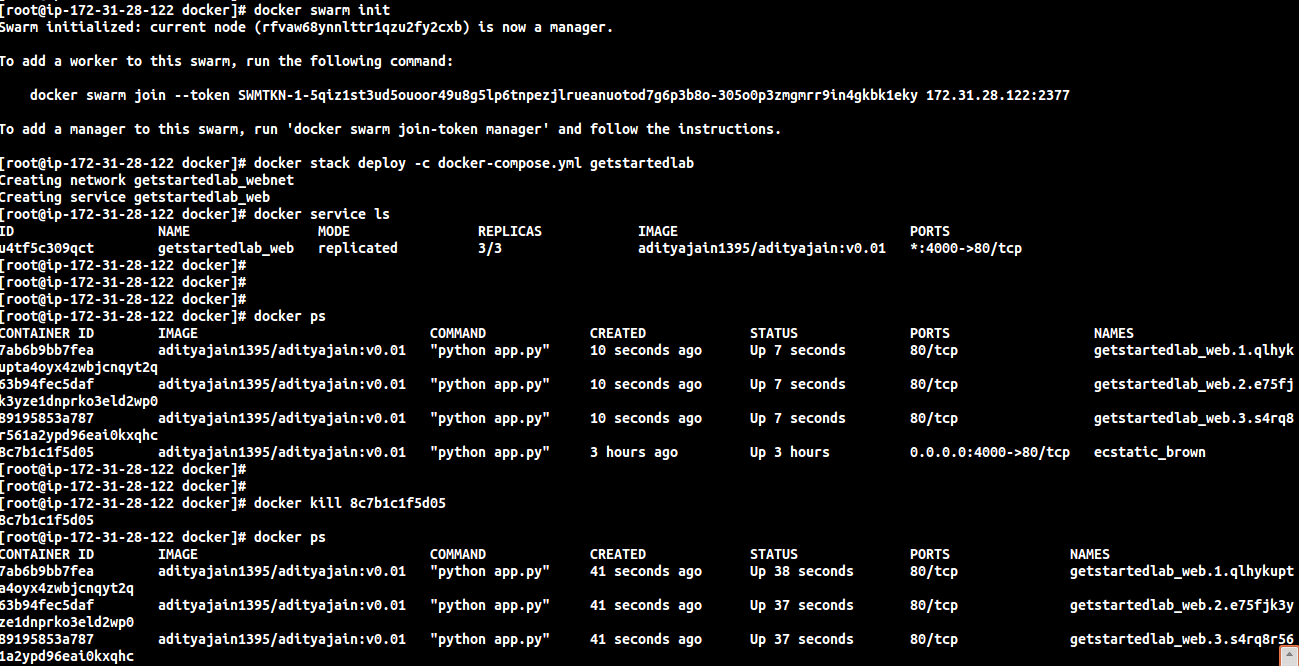 [root@ip-172-31-28-122 docker]# docker swarm init
Swarm initialized: current node (rfvaw68ynnlttr1qzu2fy2cxb) is now a manager.
To add a worker to this swarm, run the following command:
docker swarm join --token SWMTKN-1-5qiz1st3ud5ouoor49u8g5lp6tnpezjlrueanuotod7g6p3b8o-305o0p3zmgmrr9in4gkbk1eky 172.31.28.122:2377
To add a manager to this swarm, run 'docker swarm join-token manager' and follow the instructions.
[root@ip-172-31-28-122 docker]# docker stack deploy -c docker-compose.yml getstartedlab
Creating network getstartedlab_webnet
Creating service getstartedlab_web
[root@ip-172-31-28-122 docker]# docker service ls
ID NAME MODE REPLICAS IMAGE PORTS
u4tf5c309qct getstartedlab_web replicated 3/3 adityajain1395/adityajain:v0.01 *:4000->80/tcp
[root@ip-172-31-28-122 docker]#
[root@ip-172-31-28-122 docker]#
[root@ip-172-31-28-122 docker]#
[root@ip-172-31-28-122 docker]# docker ps
CONTAINER ID IMAGE COMMAND CREATED STATUS PORTS NAMES
7ab6b9bb7fea adityajain1395/adityajain:v0.01 "python app.py" 10 seconds ago Up 7 seconds 80/tcp getstartedlab_web.1.qlhyk
upta4oyx4zwbjcnqyt2q
63b94fec5daf adityajain1395/adityajain:v0.01 "python app.py" 10 seconds ago Up 7 seconds 80/tcp getstartedlab_web.2.e75fj
k3yze1dnprko3eld2wp0
89195853a787 adityajain1395/adityajain:v0.01 "python app.py" 10 seconds ago Up 7 seconds 80/tcp getstartedlab_web.3.s4rq8
r561a2ypd96eai0kxqhc
8c7b1c1f5d05 adityajain1395/adityajain:v0.01 "python app.py" 3 hours ago Up 3 hours 0.0.0.0:4000->80/tcp ecstatic_brown
[root@ip-172-31-28-122 docker]#
[root@ip-172-31-28-122 docker]#
[root@ip-172-31-28-122 docker]# docker kill 8c7b1c1f5d05
8c7b1c1f5d05
[root@ip-172-31-28-122 docker]# docker ps
CONTAINER ID IMAGE COMMAND CREATED STATUS PORTS NAMES
7ab6b9bb7fea adityajain1395/adityajain:v0.01 "python app.py" 41 seconds ago Up 38 seconds 80/tcp getstartedlab_web.1.qlhykupt
a4oyx4zwbjcnqyt2q
63b94fec5daf adityajain1395/adityajain:v0.01 "python app.py" 41 seconds ago Up 37 seconds 80/tcp getstartedlab_web.2.e75fjk3y
ze1dnprko3eld2wp0
89195853a787 adityajain1395/adityajain:v0.01 "python app.py" 41 seconds ago Up 37 seconds 80/tcp getstartedlab_web.3.s4rq8r56
1a2ypd96eai0kxqhc